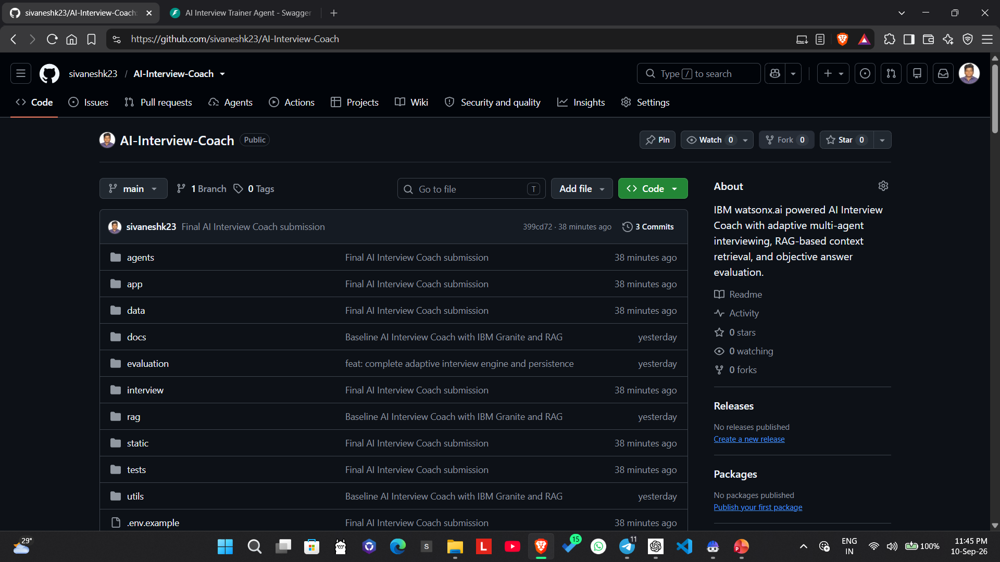 sivaneshk23/AI-Interview-Coach:
AI Interview Trainer Agent - Swagger
https://github.com/sivaneshk23/AI-Interview-Coach
sivaneshk23 / AI-Interview-Coach
Type / to search
Code
Issues
Pull requests
Agents
Actions
Projects
Wiki
Security and quality
Insights
Settings
AI-Interview-Coach Public
Pin
Watch 0
Fork 0
Star 0
main
1 Branch
0 Tags
Go to file T
Add file
Code
sivaneshk23 Final AI Interview Coach submission 399cd72 · 38 minutes ago 3 Commits
agents Final AI Interview Coach submission 38 minutes ago
app Final AI Interview Coach submission 38 minutes ago
data Final AI Interview Coach submission 38 minutes ago
docs Baseline AI Interview Coach with IBM Granite and RAG yesterday
evaluation feat: complete adaptive interview engine and persistence yesterday
interview Final AI Interview Coach submission 38 minutes ago
rag Baseline AI Interview Coach with IBM Granite and RAG yesterday
static Final AI Interview Coach submission 38 minutes ago
tests Final AI Interview Coach submission 38 minutes ago
utils Baseline AI Interview Coach with IBM Granite and RAG yesterday
.env.example Final AI Interview Coach submission 38 minutes ago
About
IBM watsonx.ai powered AI Interview
Coach with adaptive multi-agent
interviewing, RAG-based context
retrieval, and objective answer
evaluation.
Readme
Activity
0 stars
0 watching
0 forks
Releases
No releases published
Create a new release
Packages
No packages published
Publish your first package
29°
S
L
15
11
P
ENG
IN
100%
11:45 PM
10-Sep-26